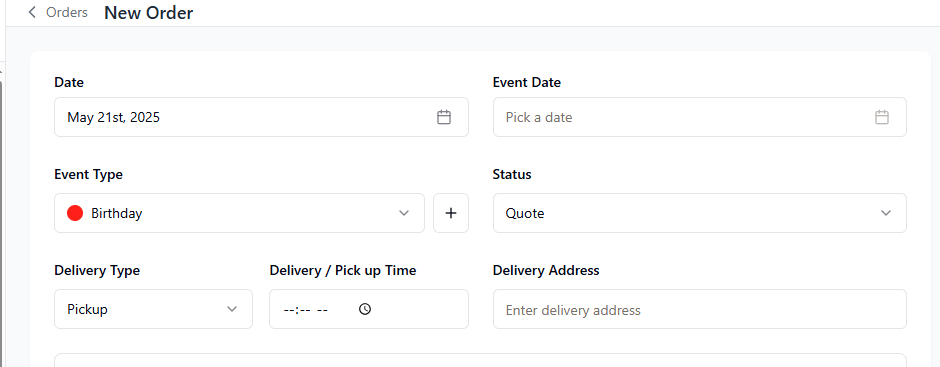 Orders New Order
Date Event Date
May 21st, 2025 Pick a date
Event Type Status
Birthday + Quote
Delivery Type Delivery / Pick up Time Delivery Address
Pickup --:-- -- Enter delivery address